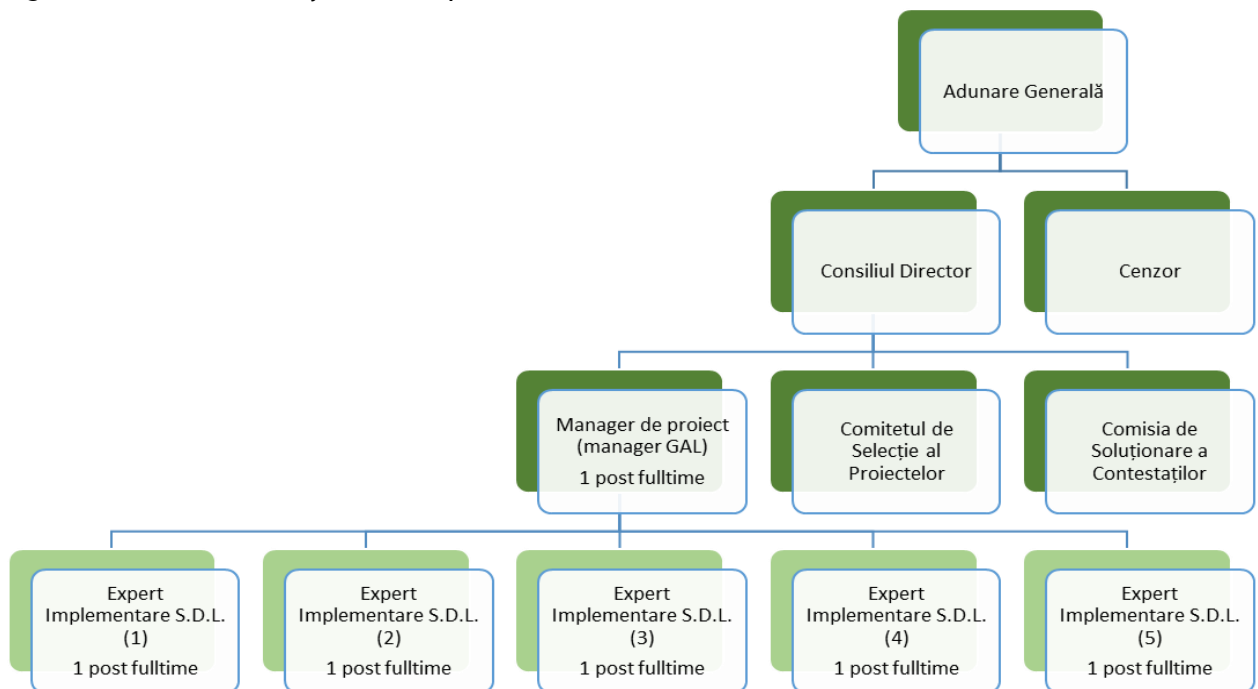 Adunare Generală
Consiliul Director
Cenzor
Manager de proiect
(manager GAL)
1 post fulltime
Comitetul de
Selecție al
Proiectelor
Comisia de
Soluționare a
Contestaților
Expert
Implementare S.D.L.
(1)
1 post fulltime
Expert
Implementare S.D.L.
(2)
1 post fulltime
Expert
Implementare S.D.L.
(3)
1 post fulltime
Expert
Implementare S.D.L.
(4)
1 post fulltime
Expert
Implementare S.D.L.
(5)
1 post fulltime